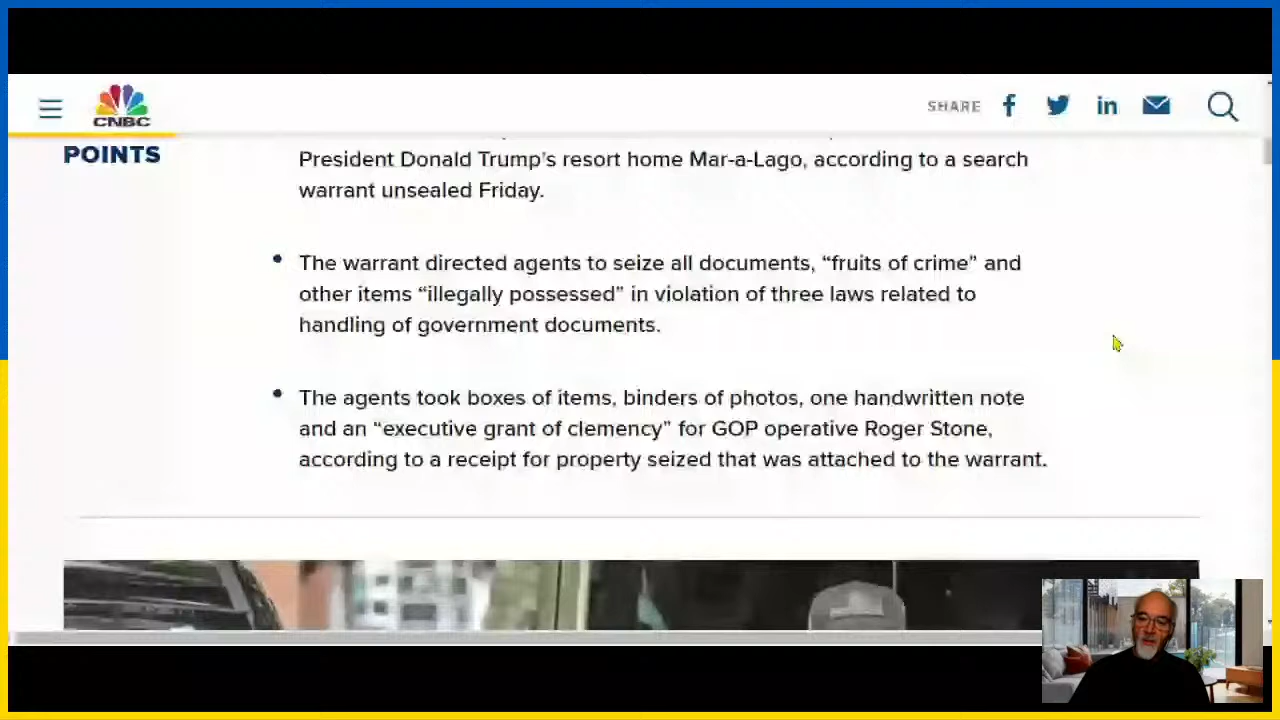 CNBC
SHARE
POINTS
President Donald Trump's resort home Mar-a-Lago, according to a search
warrant unsealed Friday.
• The warrant directed agents to seize all documents, “fruits of crime” and
other items “illegally possessed” in violation of three laws related to
handling of government documents.
• The agents took boxes of items, binders of photos, one handwritten note
and an “executive grant of clemency” for GOP operative Roger Stone,
according to a receipt for property seized that was attached to the warrant.